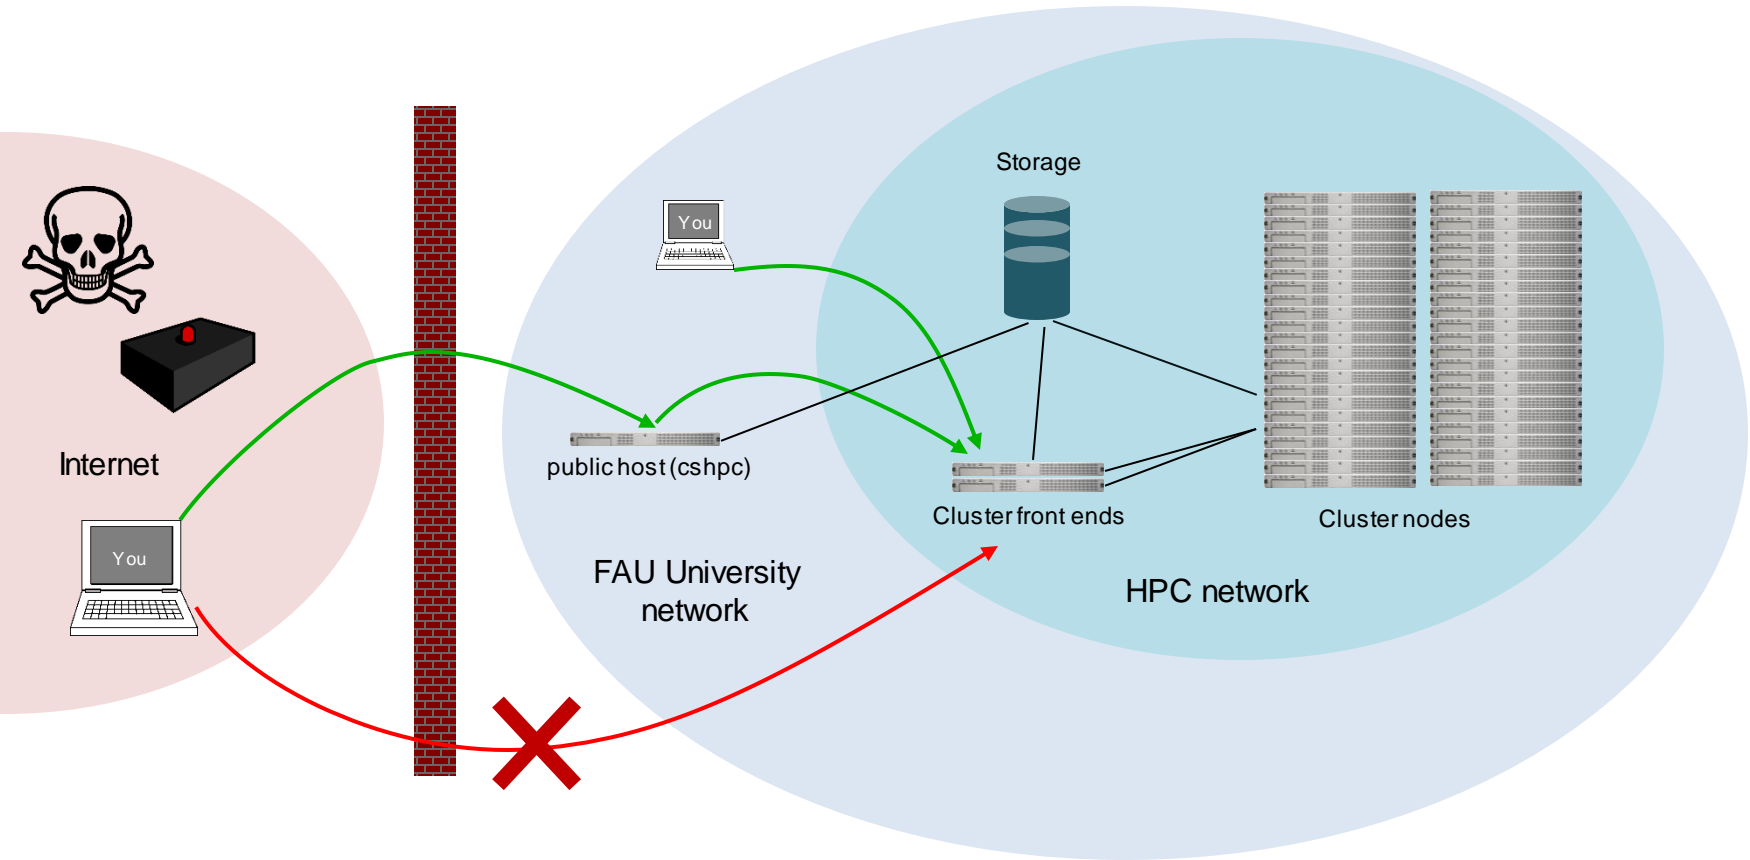 Storage
You
Internet
public host (cshpc)
Cluster front ends
Cluster nodes
You
FAU University
network
HPC network